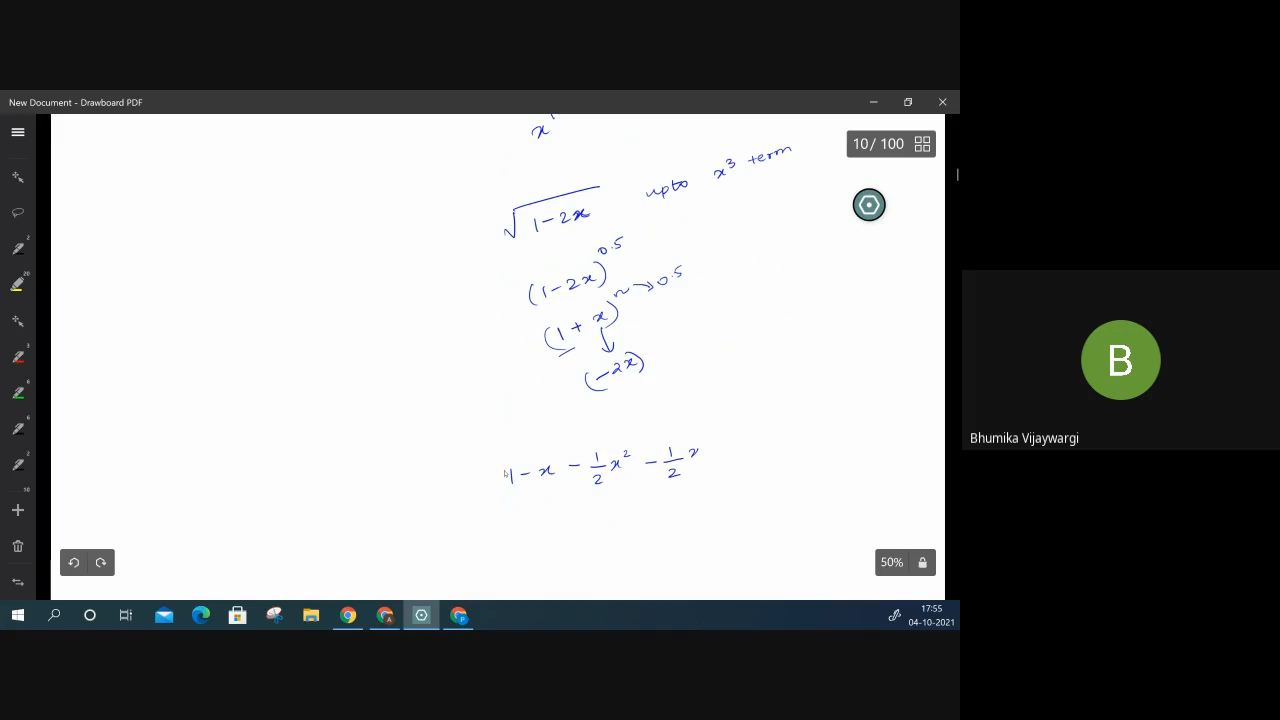 New Document - Drawboard PDF
x¹
10 / 100
√(1-2x) upto x³ term
(1-2x)^0.5
(1 + x)^n → 0.5
↓
(-2x)
1 - x - 1/2 x² - 1/2 x
50%
Bhumika Vijaywargi
B
17:55
04-10-2021